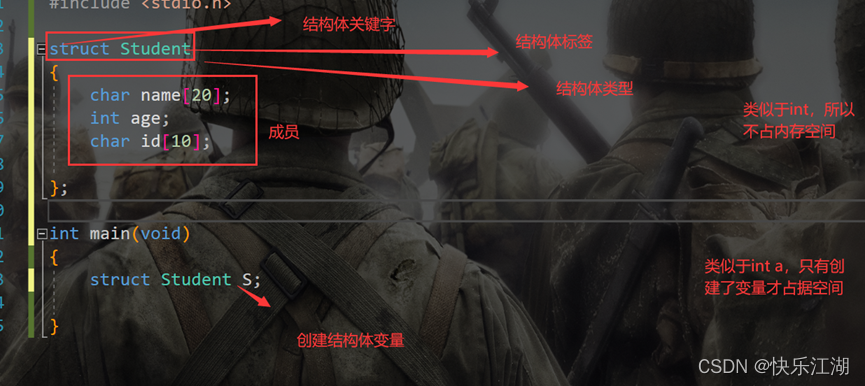 #include <stdio.h>
结构体关键字
struct Student
结构体标签
{
结构体类型
char name[20];
int age;
成员
char id[10];
类似于int，所以
不占内存空间
};
int main(void)
{
类似于int a，只有创
建了变量才占据空间
struct Student S;
}
创建结构体变量
CSDN @快乐江湖